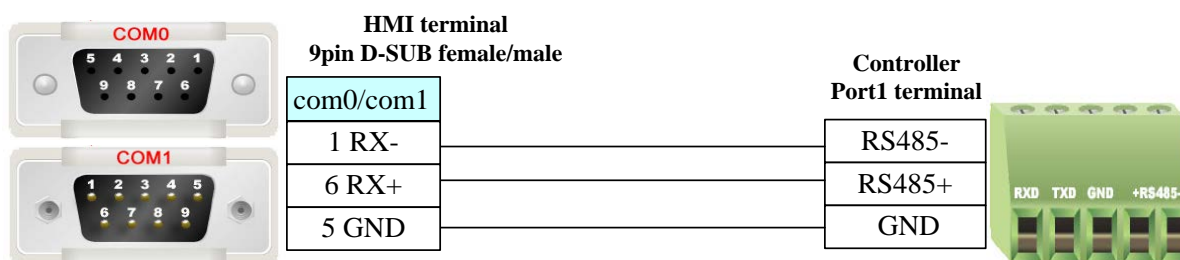 COM0
5 4 3 2 1
9 8 7 6
COM1
1 2 3 4 5
6 7 8 9
HMI terminal
9pin D-SUB female/male
com0/com1
1 RX-
6 RX+
5 GND
Controller
Port1 terminal
RS485-
RS485+
GND
RXD TXD GND +RS485-